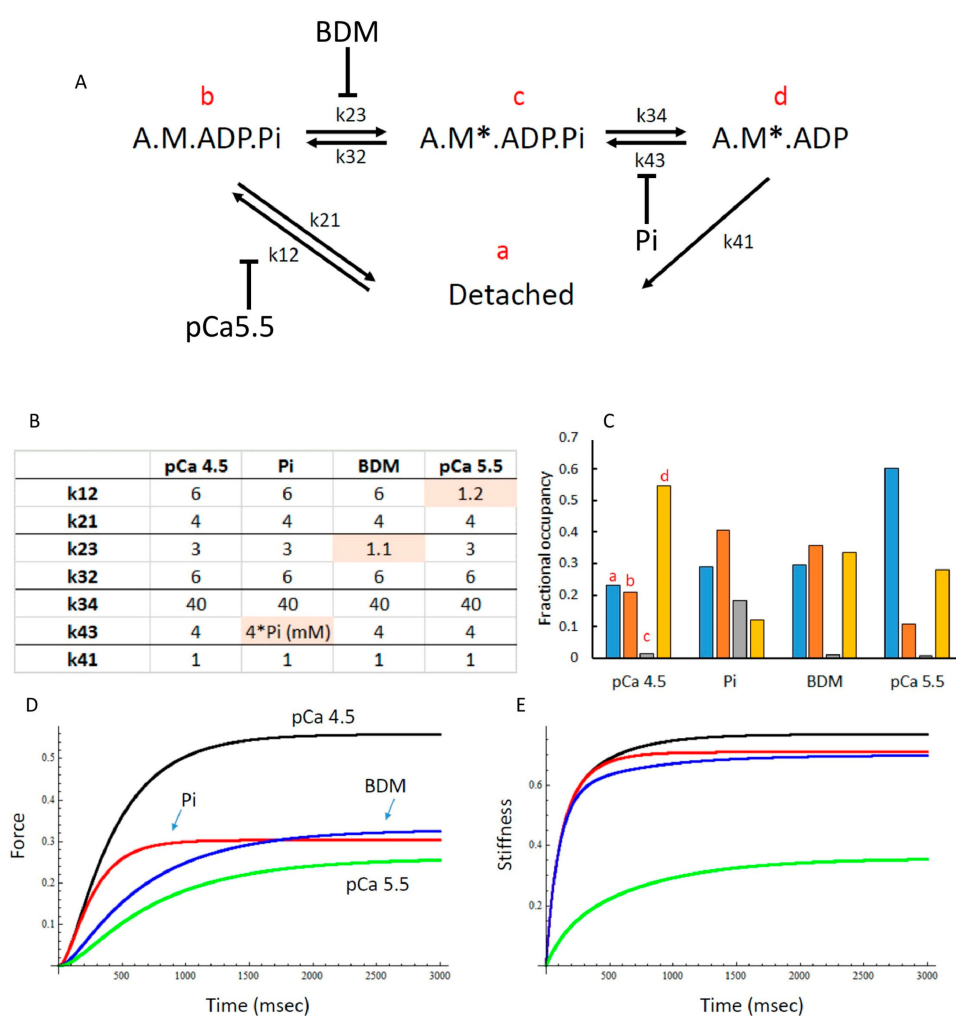 A
BDM
b
c
d
A.M.ADP.Pi
k23
k32
A.M*.ADP.Pi
k34
k43
A.M*.ADP
k21
k12
Pi
k41
a
Detached
pCa5.5
B
pCa 4.5 Pi BDM pCa 5.5
k12 6 6 6 1.2
k21 4 4 4 4
k23 3 3 1.1 3
k32 6 6 6 6
k34 40 40 40 40
k43 4 4*Pi (mM) 4 4
k41 1 1 1 1
C
Fractional occupancy
0.7
0.6
0.5
0.4
0.3
0.2
0.1
0
a
b
c
d
pCa 4.5 Pi BDM pCa 5.5
D
Force
0.5
0.4
0.3
0.2
0.1
pCa 4.5
Pi
BDM
pCa 5.5
500 1000 1500 2000 2500 3000
Time (msec)
E
Stiffness
0.6
0.4
0.2
500 1000 1500 2000 2500 3000
Time (msec)